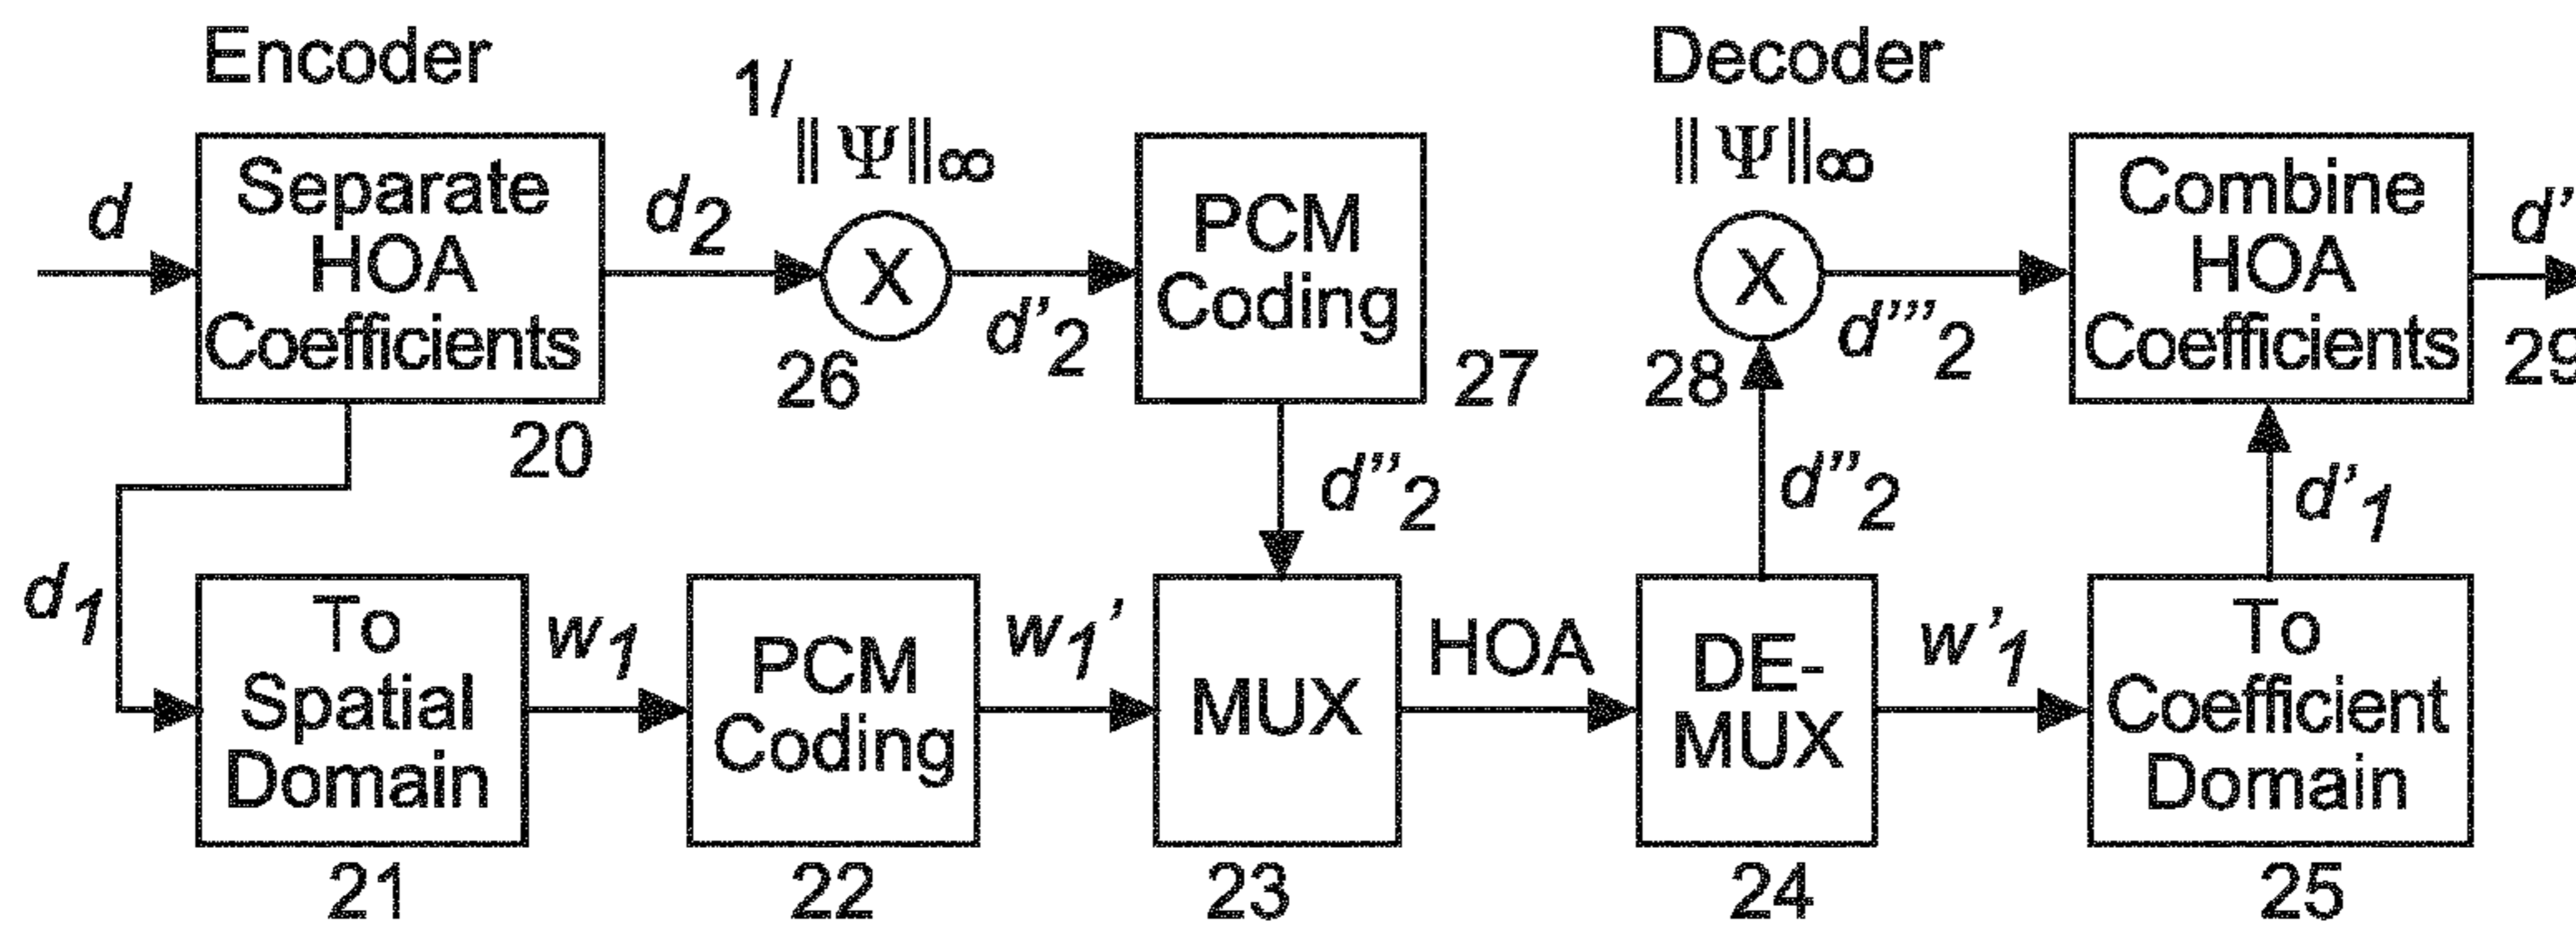 Encoder
Decoder
1/
‖Ψ‖∞
‖Ψ‖∞
d
Separate
HOA
Coefficients
d2
X
d'2
PCM
Coding
X
d'''2
Combine
HOA
Coefficients
d'
20
26
27
28
29
d''2
d''2
d'1
d1
To
Spatial
Domain
w1
PCM
Coding
w1'
MUX
HOA
DE-
MUX
w'1
To
Coefficient
Domain
21
22
23
24
25